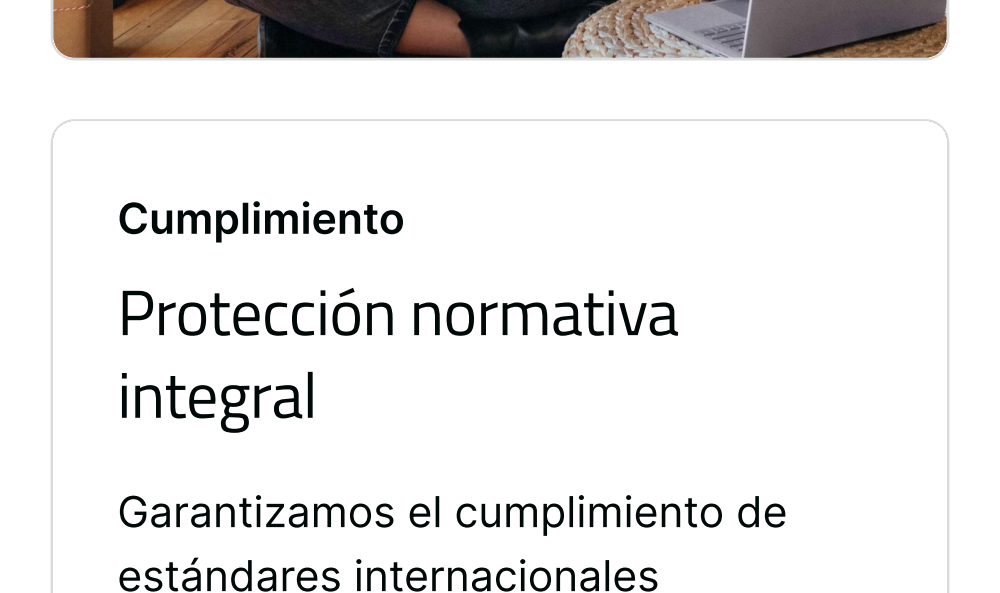 Cumplimiento
Protección normativa
integral
Garantizamos el cumplimiento de
estándares internacionales